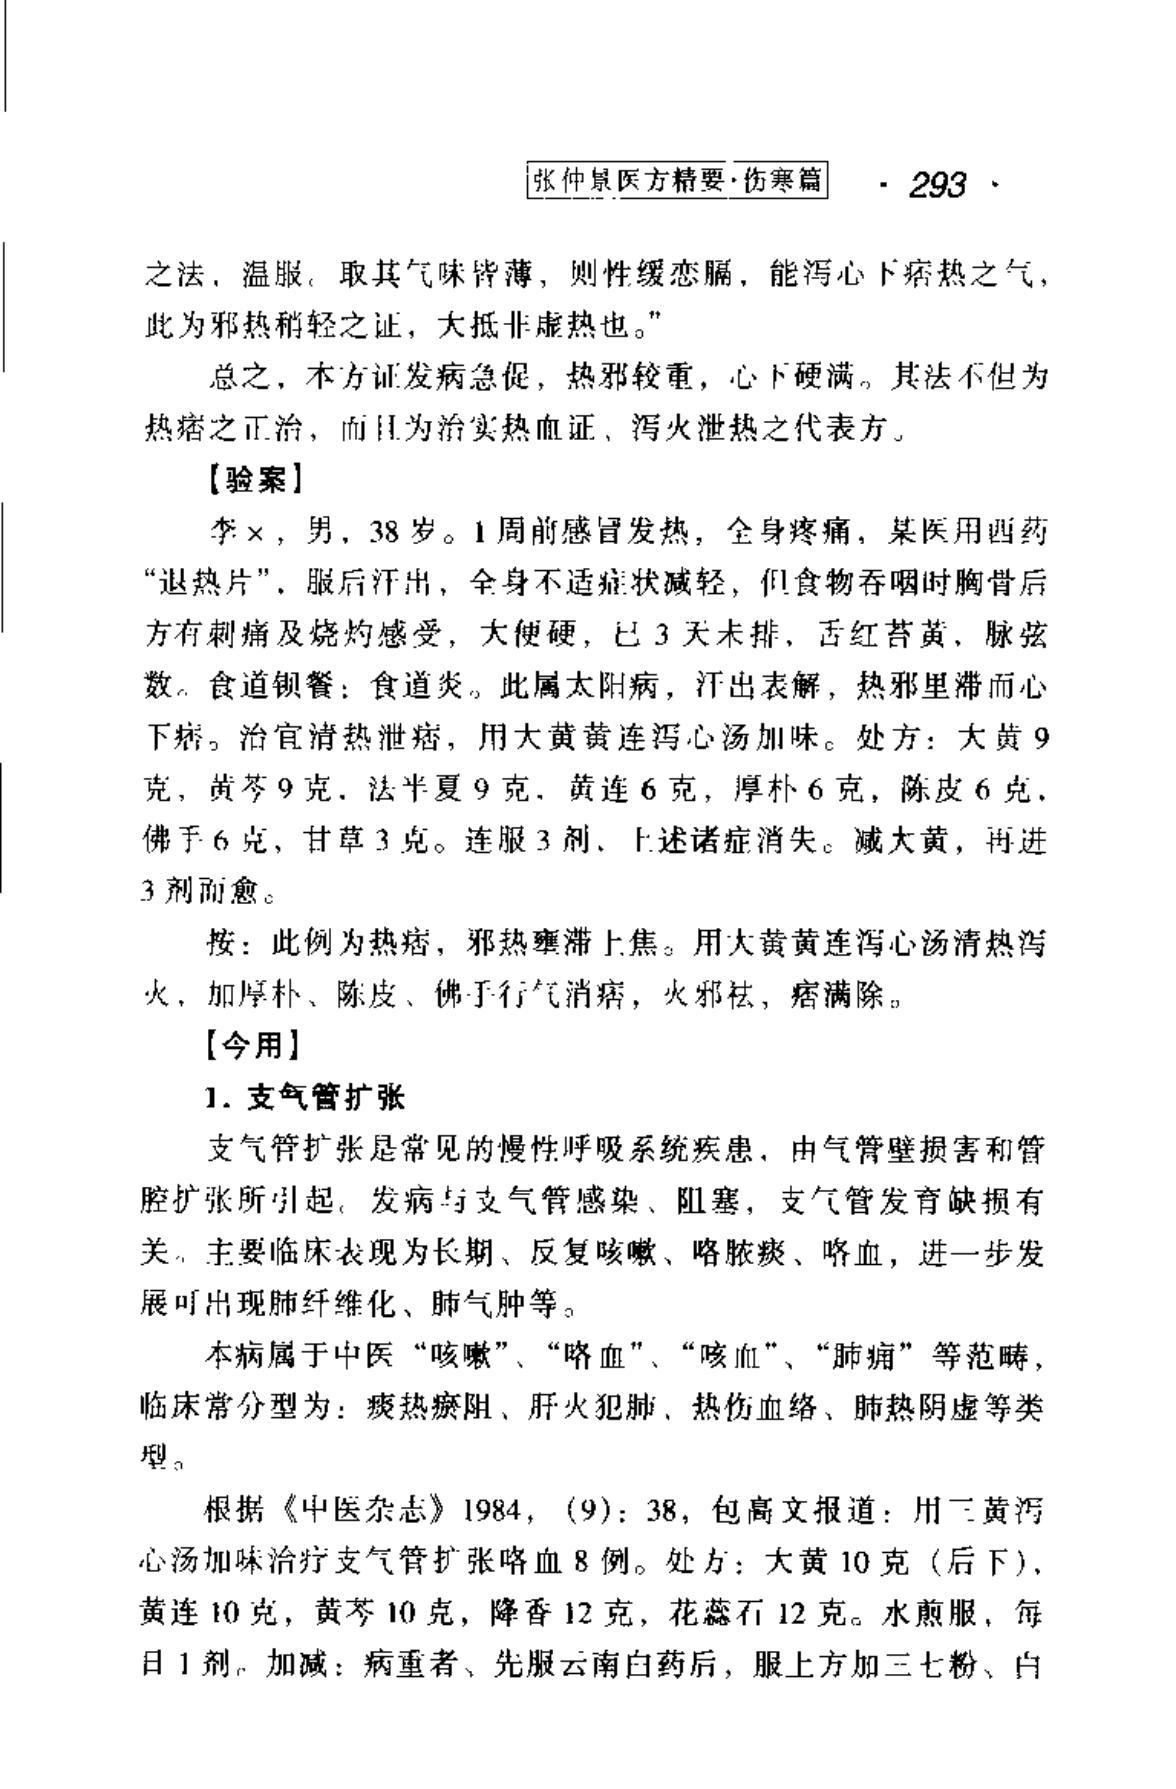 张仲景医方精要·伤寒篇 · 293 ·
之法，温服。取其气味皆薄，则性缓恋膈，能泻心下痞热之气，
此为邪热稍轻之证，大抵非虚热也。”
总之，本方证发病急促，热邪较重，心下硬满。其法不但为
热痞之正治，而且为治实热血证、泻火泄热之代表方。
【验案】
李×，男，38岁。1周前感冒发热，全身疼痛，某医用西药
“退热片”，服后汗出，全身不适症状减轻，但食物吞咽时胸骨后
方有刺痛及烧灼感受，大便硬，已3天未排，舌红苔黄，脉弦
数。食道钡餐：食道炎。此属太阳病，汗出表解，热邪里滞而心
下痞。治宜清热泄痞，用大黄黄连泻心汤加味。处方：大黄9
克，黄芩9克，法半夏9克，黄连6克，厚朴6克，陈皮6克，
佛手6克，甘草3克。连服3剂，上述诸症消失。减大黄，再进
3剂而愈。
按：此例为热痞，邪热壅滞上焦。用大黄黄连泻心汤清热泻
火，加厚朴、陈皮、佛手行气消痞，火邪祛，痞满除。
【今用】
1. 支气管扩张
支气管扩张是常见的慢性呼吸系统疾患，由气管壁损害和管
腔扩张所引起。发病与支气管感染、阻塞，支气管发育缺损有
关。主要临床表现为长期、反复咳嗽、咯脓痰、咯血，进一步发
展可出现肺纤维化、肺气肿等。
本病属于中医“咳嗽”、“咯血”、“咳血”、“肺痈”等范畴，
临床常分型为：痰热瘀阻、肝火犯肺、热伤血络、肺热阴虚等类
型。
根据《中医杂志》1984，（9）：38，包高文报道：用三黄泻
心汤加味治疗支气管扩张咯血8例。处方：大黄10克（后下），
黄连10克，黄芩10克，降香12克，花蕊石12克。水煎服，每
日1剂。加减：病重者、先服云南白药后，服上方加三七粉、白